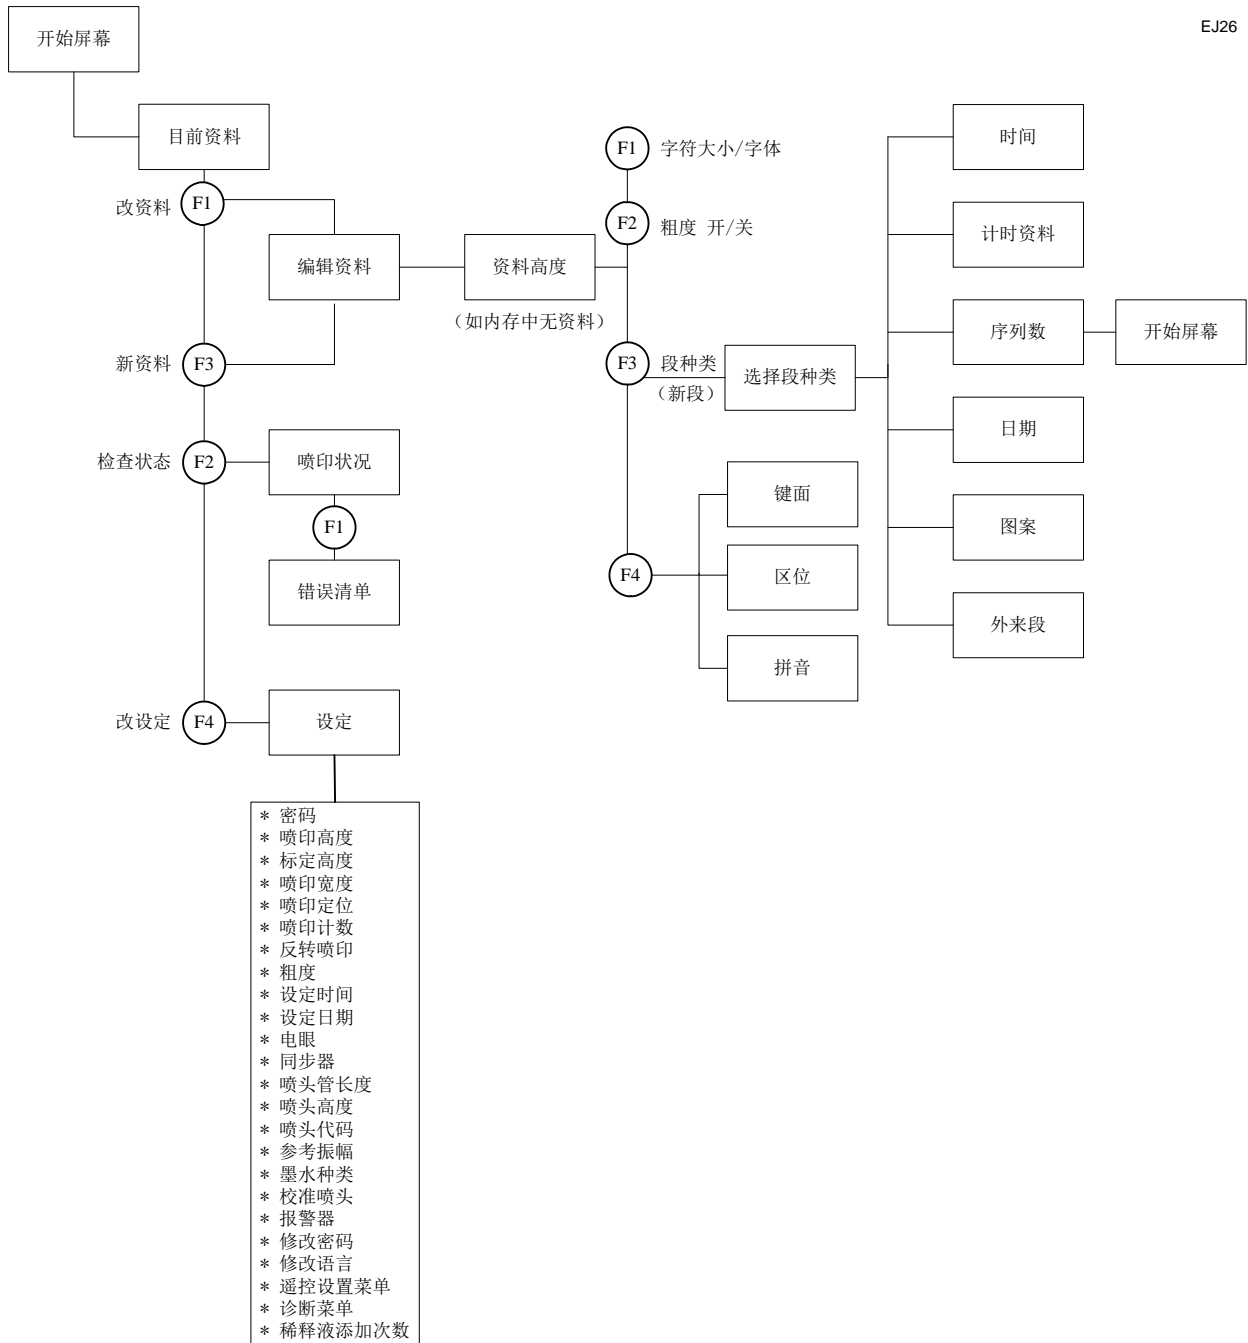 开始屏幕
EJ26
目前资料
改资料
F1
编辑资料
新资料
F3
资料高度
（如内存中无资料）
F1
字符大小/字体
F2
粗度 开/关
F3
段种类
（新段）
选择段种类
时间
计时资料
序列数
开始屏幕
日期
图案
外来段
F4
键面
区位
拼音
检查状态
F2
喷印状况
F1
错误清单
改设定
F4
设定
* 密码
* 喷印高度
* 标定高度
* 喷印宽度
* 喷印定位
* 喷印计数
* 反转喷印
* 粗度
* 设定时间
* 设定日期
* 电眼
* 同步器
* 喷头管长度
* 喷头高度
* 喷头代码
* 参考振幅
* 墨水种类
* 校准喷头
* 报警器
* 修改密码
* 修改语言
* 遥控设置菜单
* 诊断菜单
* 稀释液添加次数